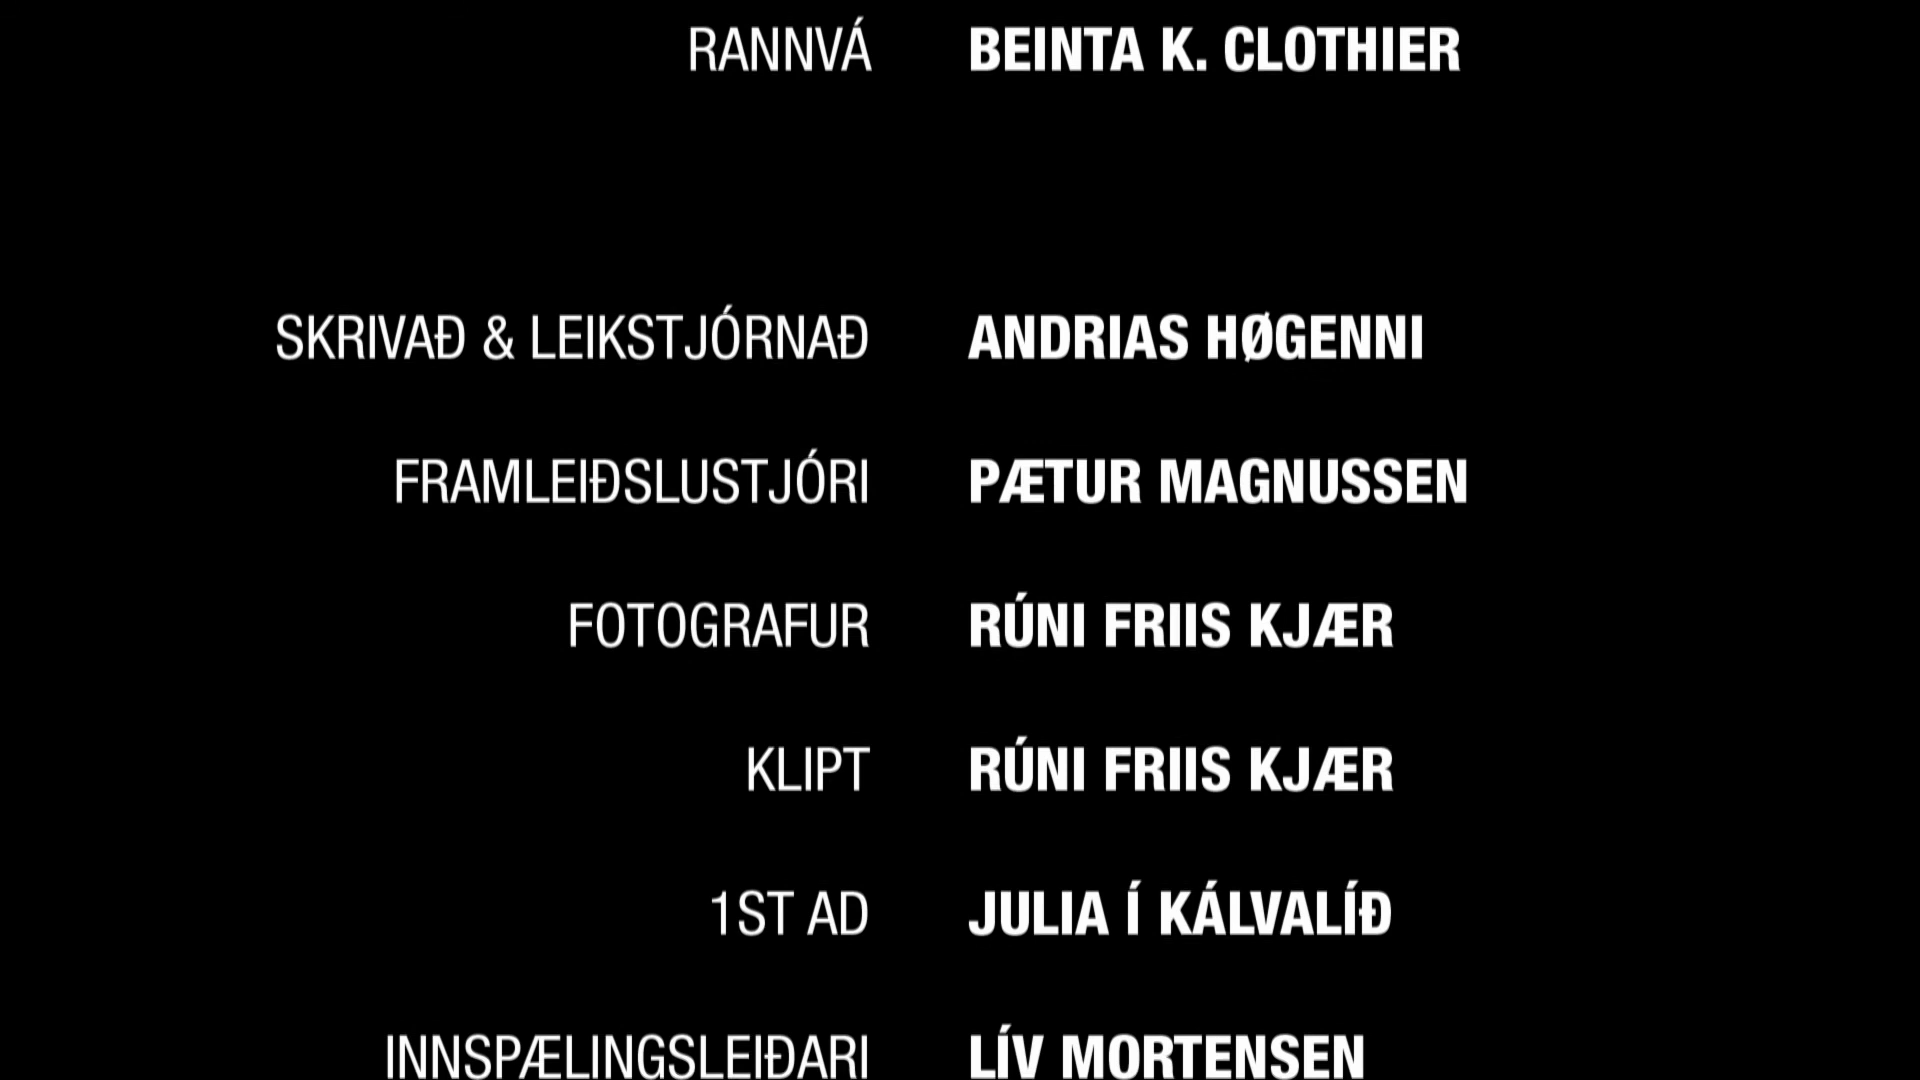 RANNVÁ BEINTA K. CLOTHIER
SKRIVAÐ & LEIKSTJÓRNAÐ ANDRIAS HØGENNI
FRAMLEIÐSLUSTJÓRI PÆTUR MAGNUSSEN
FOTOGRAFUR RÚNI FRIIS KJÆR
KLIPT RÚNI FRIIS KJÆR
1ST AD JULIA Í KÁLVALÍÐ
INNSPÆLINGSLEIÐARI LÍV MORTENSEN